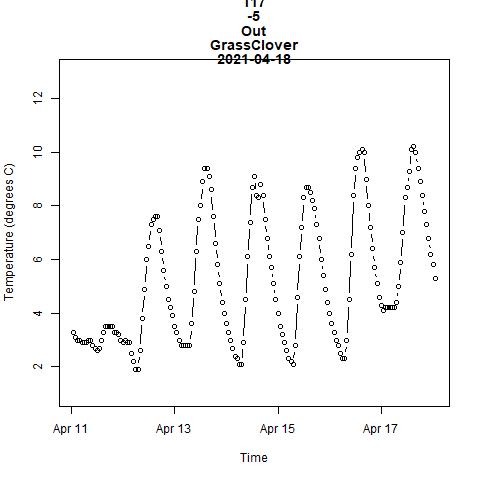 T17
-5
Out
GrassClover
2021-04-18
Temperature (degrees C)
12
10
8
6
4
2
Apr 11
Apr 13
Apr 15
Apr 17
Time